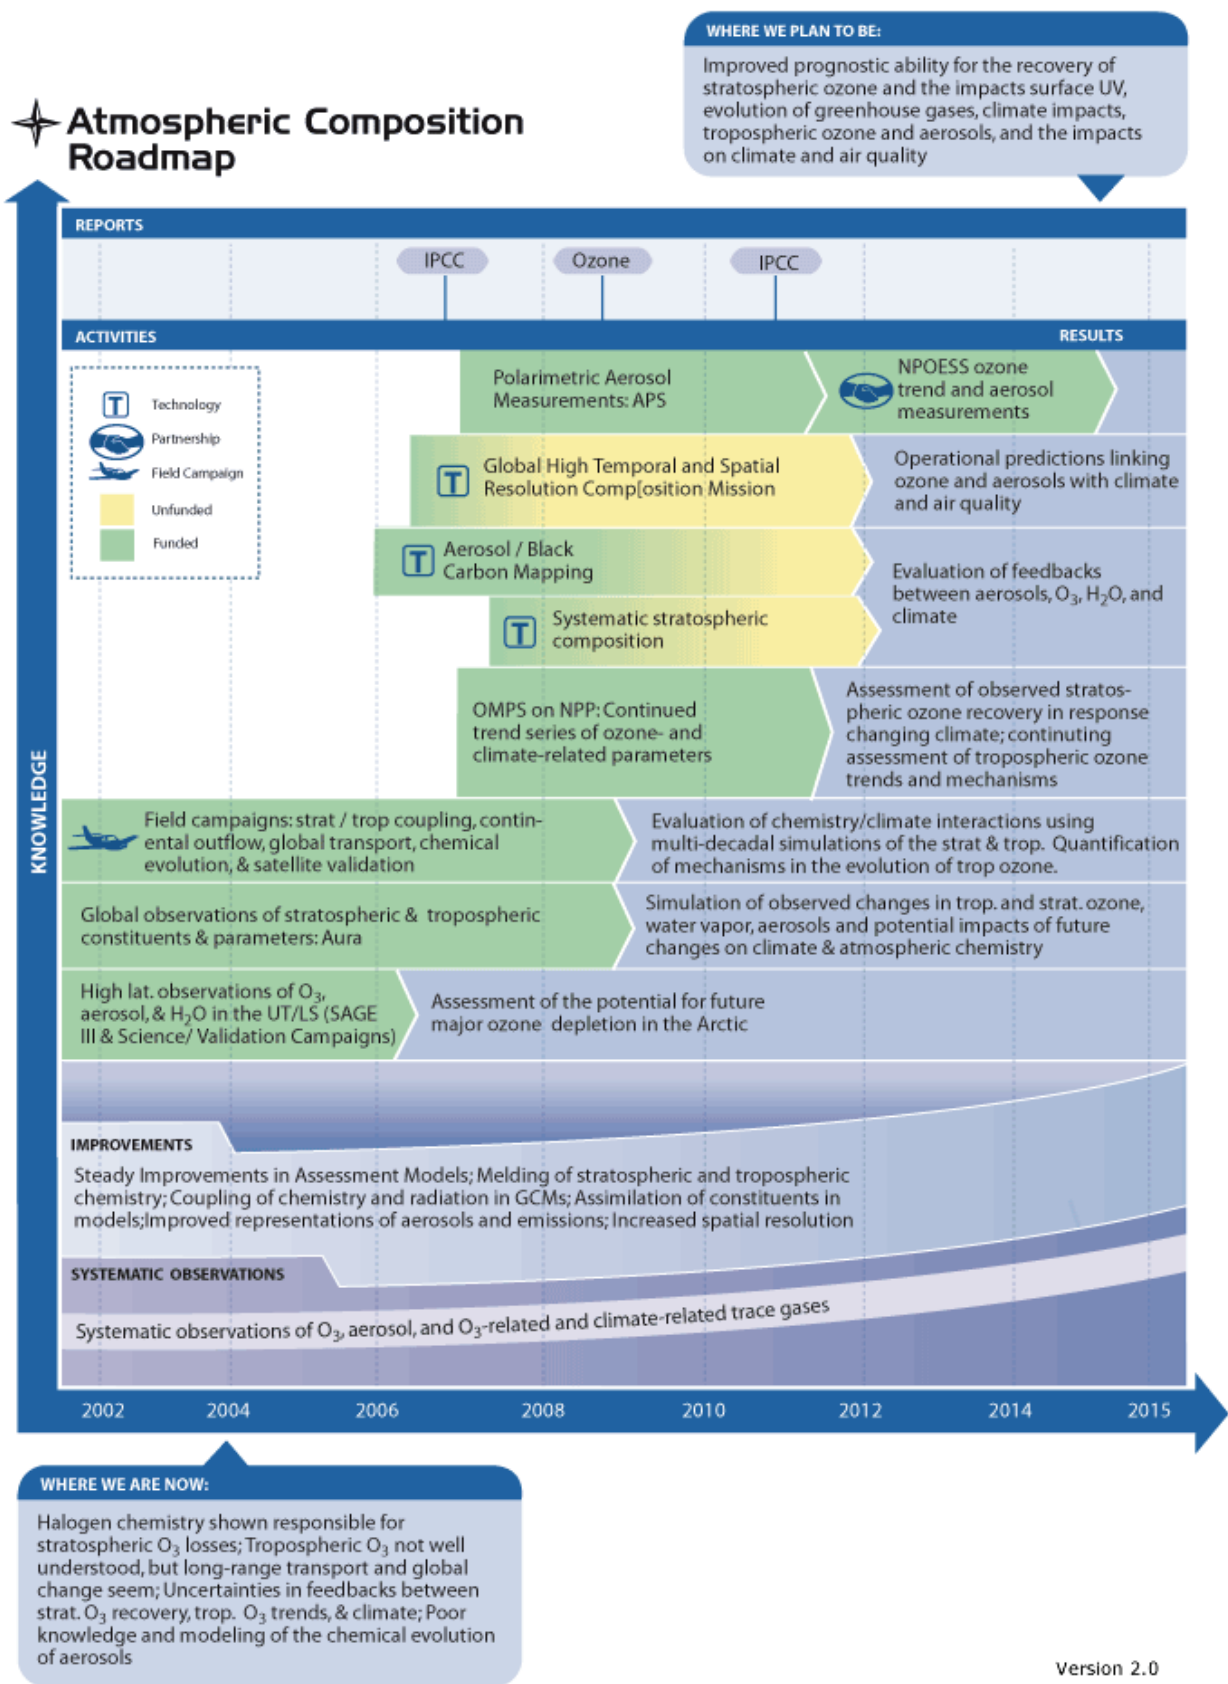 WHERE WE PLAN TO BE:
Improved prognostic ability for the recovery of
stratospheric ozone and the impacts surface UV,
evolution of greenhouse gases, climate impacts,
tropospheric ozone and aerosols, and the impacts
on climate and air quality
Atmospheric Composition
Roadmap
KNOWLEDGE
REPORTS
IPCC
Ozone
IPCC
ACTIVITIES
RESULTS
T
Technology
Partnership
Field Campaign
Unfunded
Funded
Polarimetric Aerosol
Measurements: APS
NPOESS ozone
trend and aerosol
measurements
T
Global High Temporal and Spatial
Resolution Comp[osition Mission
Operational predictions linking
ozone and aerosols with climate
and air quality
T
Aerosol / Black
Carbon Mapping
Evaluation of feedbacks
between aerosols, O₃, H₂O, and
climate
T
Systematic stratospheric
composition
OMPS on NPP: Continued
trend series of ozone- and
climate-related parameters
Assessment of observed stratos-
pheric ozone recovery in response
changing climate; continuting
assessment of tropospheric ozone
trends and mechanisms
Field campaigns: strat / trop coupling, contin-
ental outflow, global transport, chemical
evolution, & satellite validation
Evaluation of chemistry/climate interactions using
multi-decadal simulations of the strat & trop. Quantification
of mechanisms in the evolution of trop ozone.
Global observations of stratospheric & tropospheric
constituents & parameters: Aura
Simulation of observed changes in trop. and strat. ozone,
water vapor, aerosols and potential impacts of future
changes on climate & atmospheric chemistry
High lat. observations of O₃,
aerosol, & H₂O in the UT/LS (SAGE
III & Science/ Validation Campaigns)
Assessment of the potential for future
major ozone depletion in the Arctic
IMPROVEMENTS
Steady Improvements in Assessment Models; Melding of stratospheric and tropospheric
chemistry; Coupling of chemistry and radiation in GCMs; Assimilation of constituents in
models;Improved representations of aerosols and emissions; Increased spatial resolution
SYSTEMATIC OBSERVATIONS
Systematic observations of O₃, aerosol, and O₃-related and climate-related trace gases
2002 2004 2006 2008 2010 2012 2014 2015
WHERE WE ARE NOW:
Halogen chemistry shown responsible for
stratospheric O₃ losses; Tropospheric O₃ not well
understood, but long-range transport and global
change seem; Uncertainties in feedbacks between
strat. O₃ recovery, trop. O₃ trends, & climate; Poor
knowledge and modeling of the chemical evolution
of aerosols
Version 2.0